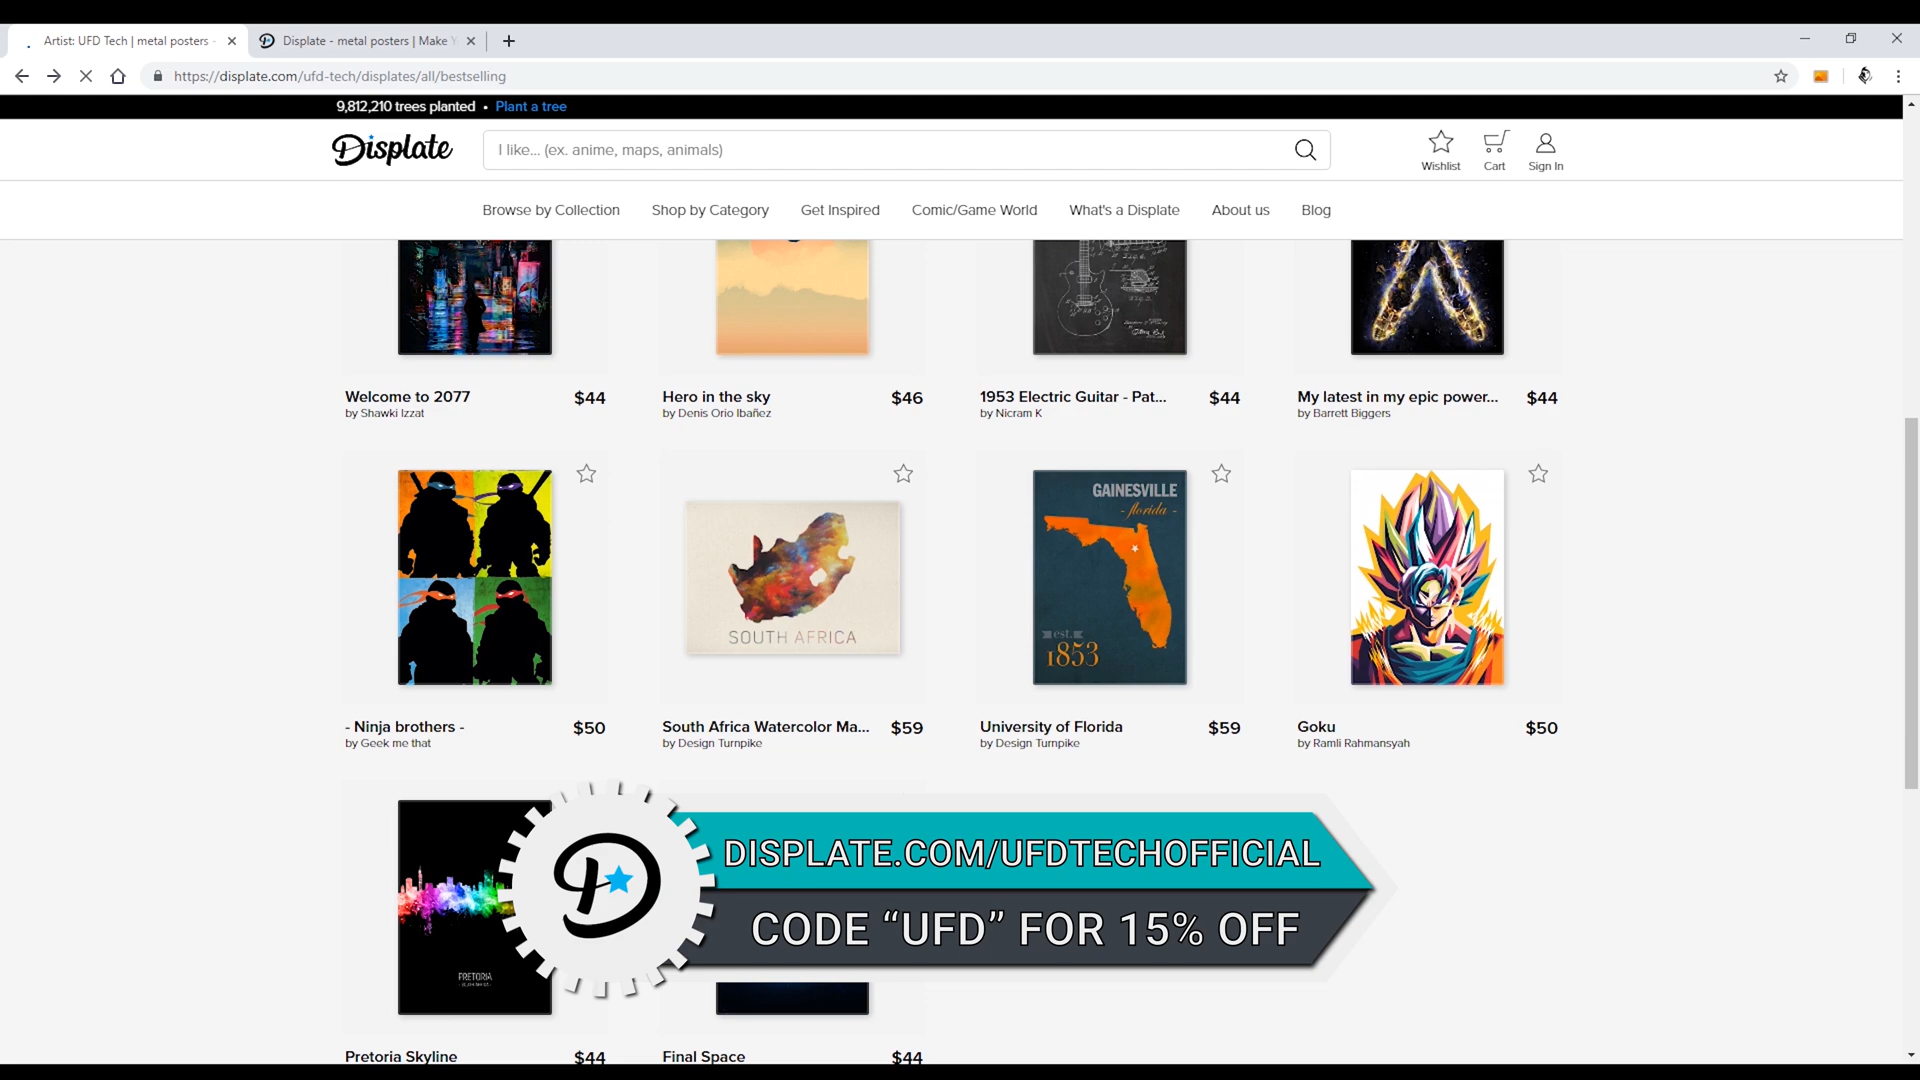 Artist: UFD Tech | metal posters -
Displate - metal posters | Make Y
https://displate.com/ufd-tech/displates/all/bestselling
9,812,210 trees planted • Plant a tree
Displate
I like... (ex. anime, maps, animals)
Wishlist
Cart
Sign In
Browse by Collection
Shop by Category
Get Inspired
Comic/Game World
What's a Displate
About us
Blog
Welcome to 2077 $44
by Shawki Izzat
Hero in the sky $46
by Denis Orio Ibañez
1953 Electric Guitar - Pat... $44
by Nicram K
My latest in my epic power... $44
by Barrett Biggers
SOUTH AFRICA
GAINESVILLE
- florida -
est.
1853
- Ninja brothers - $50
by Geek me that
South Africa Watercolor Ma... $59
by Design Turnpike
University of Florida $59
by Design Turnpike
Goku $50
by Ramli Rahmansyah
PRETORIA
D
DISPLATE.COM/UFDTECHOFFICIAL
CODE “UFD” FOR 15% OFF
Pretoria Skyline $44
Final Space $44